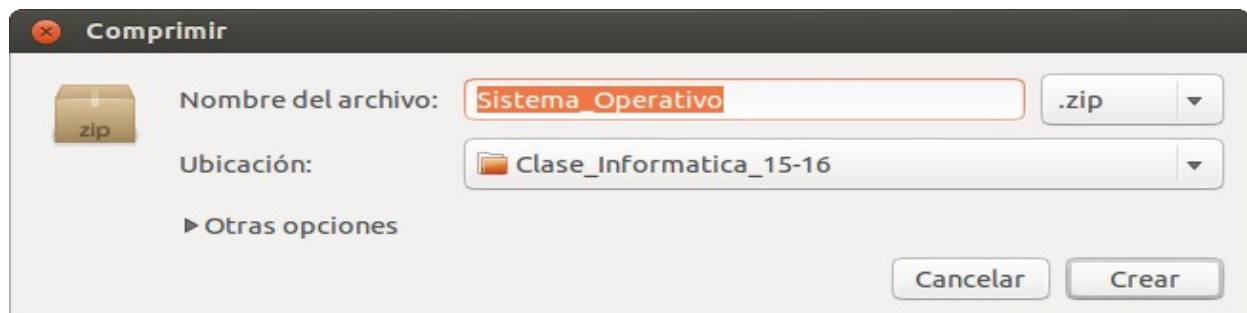 Comprimir
Nombre del archivo: Sistema_Operativo .zip
zip
Ubicación: Clase_Informatica_15-16
Otras opciones
Cancelar Crear